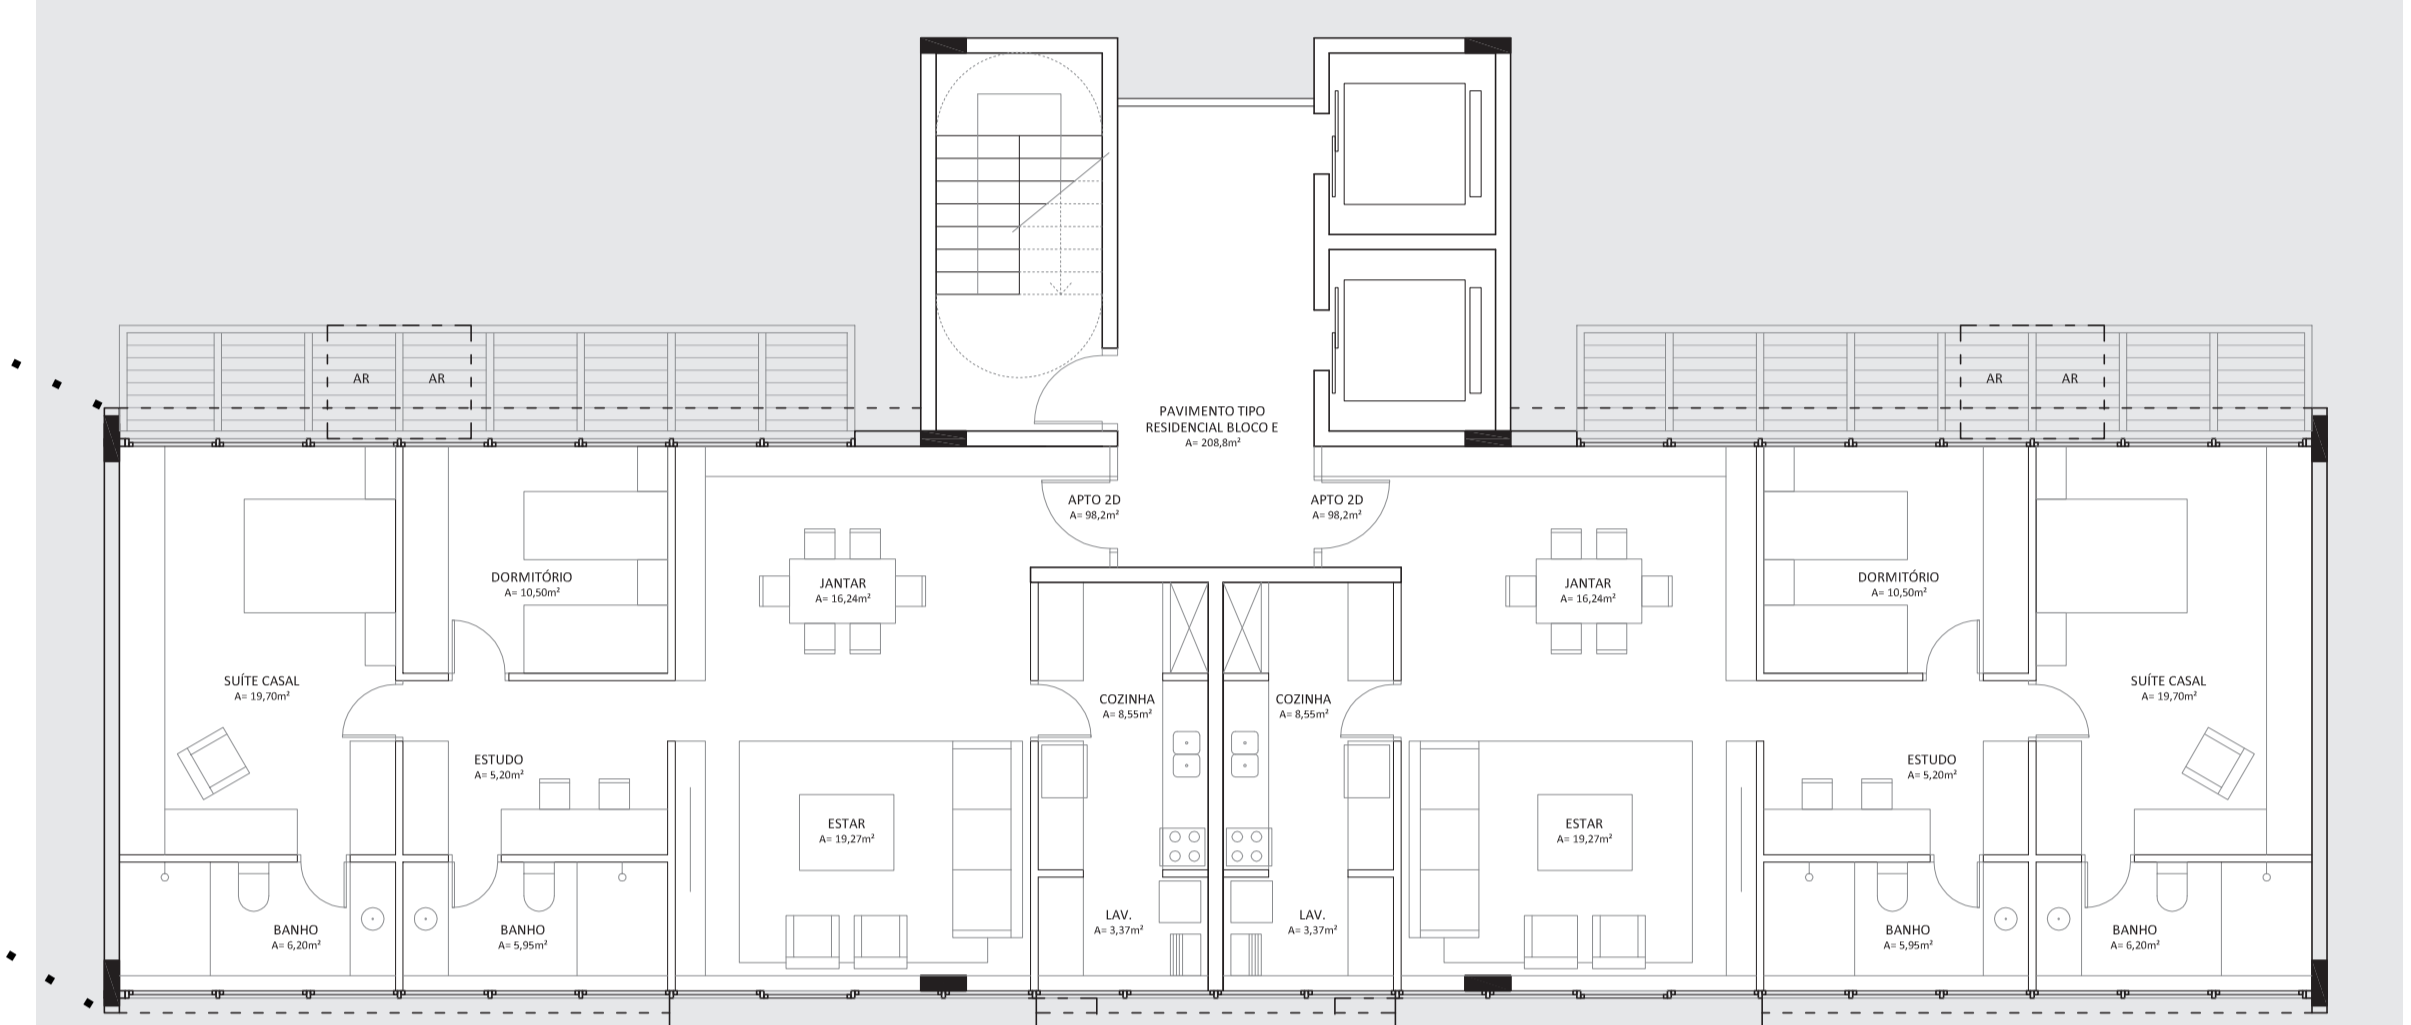 AR
AR
AR
AR
PAVIMENTO TIPO
RESIDENCIAL BLOCO E
A= 208,8m²
APTO 2D
A= 98,2m²
APTO 2D
A= 98,2m²
DORMITÓRIO
A= 10,50m²
JANTAR
A= 16,24m²
JANTAR
A= 16,24m²
DORMITÓRIO
A= 10,50m²
SUÍTE CASAL
A= 19,70m²
COZINHA
A= 8,55m²
COZINHA
A= 8,55m²
SUÍTE CASAL
A= 19,70m²
ESTUDO
A= 5,20m²
ESTUDO
A= 5,20m²
ESTAR
A= 19,27m²
ESTAR
A= 19,27m²
BANHO
A= 6,20m²
BANHO
A= 5,95m²
LAV.
A= 3,37m²
LAV.
A= 3,37m²
BANHO
A= 5,95m²
BANHO
A= 6,20m²